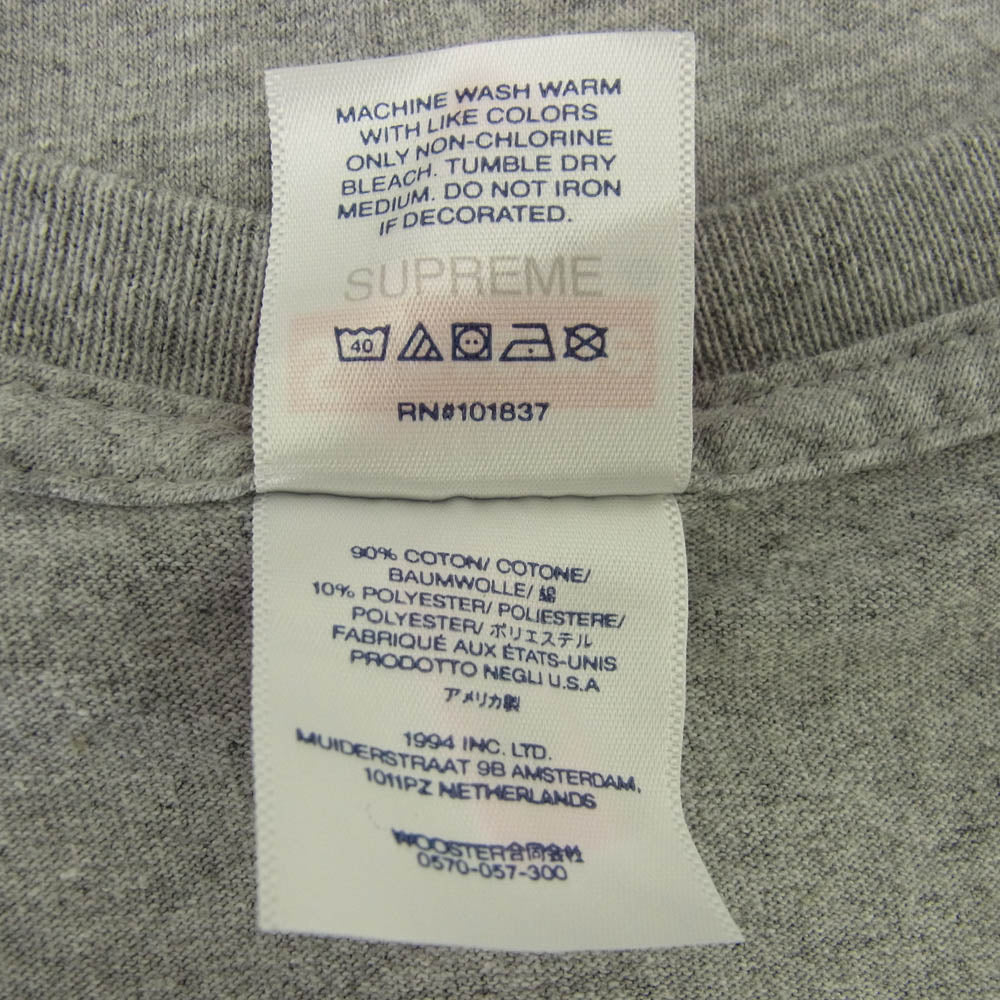 MACHINE WASH WARM
WITH LIKE COLORS
ONLY NON-CHLORINE
BLEACH. TUMBLE DRY
MEDIUM. DO NOT IRON
IF DECORATED.
SUPREME
40
RN#101837
90% COTON/ COTONE/
BAUMWOLLE/ 綿
10% POLYESTER/ POLIESTERE/
POLYESTER/ ポリエステル
FABRIQUÉ AUX ÉTATS-UNIS
PRODOTTO NEGLI U.S.A
アメリカ製
1994 INC. LTD.
MUIDERSTRAAT 9B AMSTERDAM,
1011PZ NETHERLANDS
WOOSTER合同会社
0570-057-300